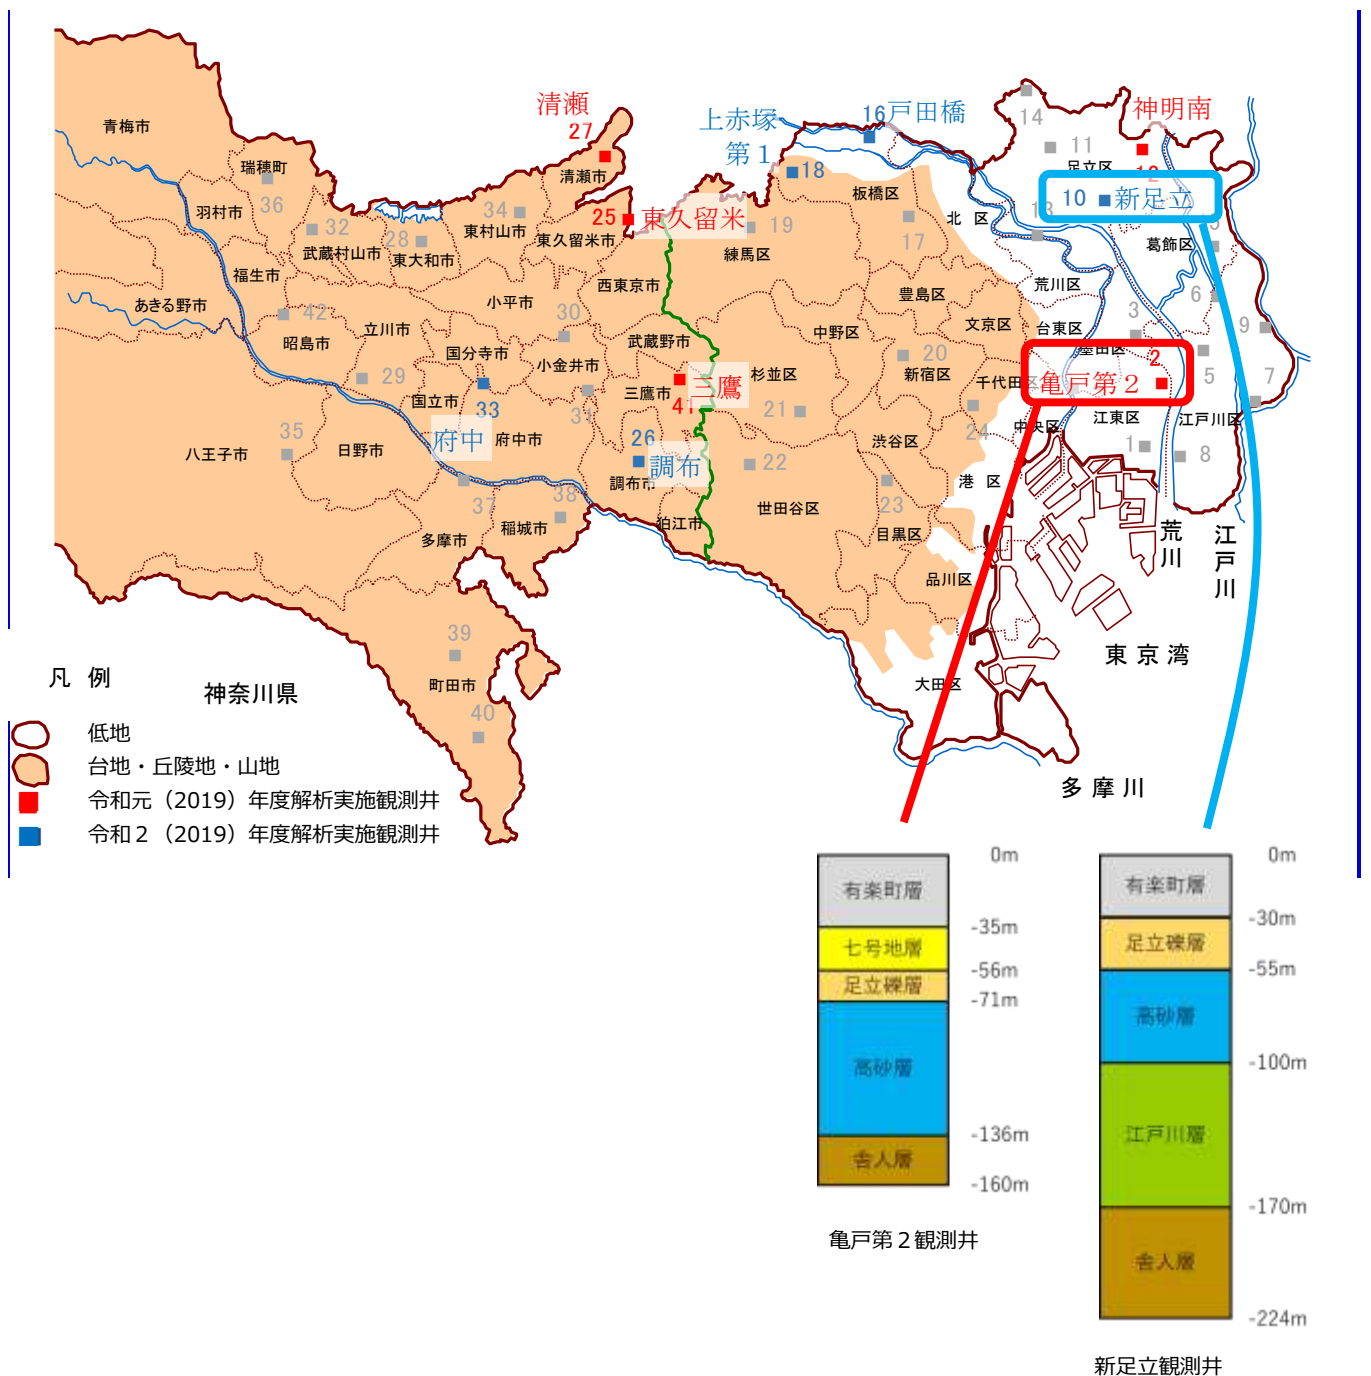 清瀬
27
上赤塚
第１
16
戸田橋
神明南
14
11
足立区
12
青梅市
瑞穂町
36
清瀬市
18
板橋区
10
新足立
羽村市
32
34
25
東久留米
19
17
北 区
13
武蔵村山市
28
東大和市
東村山市
東久留米市
練馬区
葛飾区
福生市
西東京市
荒川区
6
あきる野市
42
小平市
30
豊島区
文京区
台東区
3
9
昭島市
立川市
国分寺市
小金井市
武蔵野市
中野区
20
墨田区
2
29
国立市
33
31
三鷹市
三鷹
41
杉並区
新宿区
千代田区
亀戸第２
5
7
35
八王子市
日野市
府中
府中市
26
調布
調布市
21
22
渋谷区
24
中央区
江東区
1
江戸川区
8
37
38
稲城市
狛江市
世田谷区
23
港 区
多摩市
目黒区
品川区
荒川
江戸川
39
町田市
40
大田区
東京湾
多摩川
神奈川県
凡 例
低地
台地・丘陵地・山地
令和元（2019）年度解析実施観測井
令和２（2019）年度解析実施観測井
0m
有楽町層
-35m
七号地層
-56m
足立礫層
-71m
高砂層
-136m
舎人層
-160m
亀戸第２観測井
0m
有楽町層
-30m
足立礫層
-55m
高砂層
-100m
江戸川層
-170m
舎人層
-224m
新足立観測井